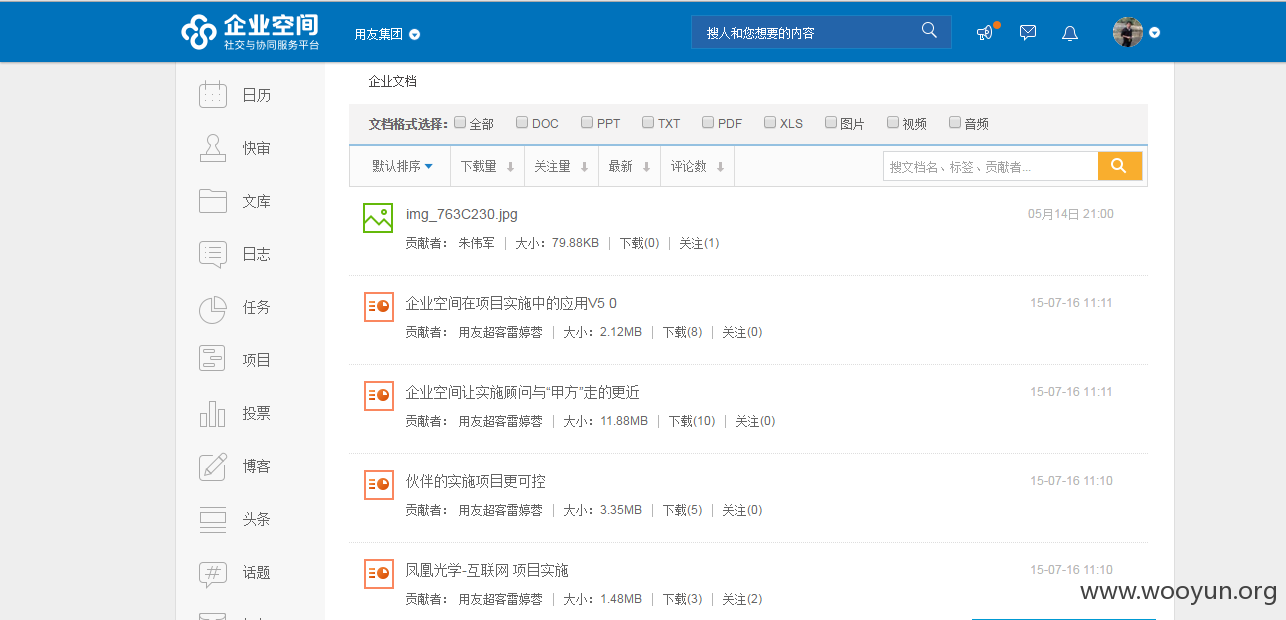 企业空间
社交与协同服务平台
用友集团
搜人和您想要的内容
日历
快审
文库
日志
任务
项目
投票
博客
头条
话题
企业文档
文档格式选择: 全部 DOC PPT TXT PDF XLS 图片 视频 音频
默认排序 下载量 关注量 最新 评论数 搜文档名、标签、贡献者...
img_763C230.jpg 05月14日 21:00
贡献者: 朱伟军 | 大小: 79.88KB | 下载(0) | 关注(1)
企业空间在项目实施中的应用V5 0 15-07-16 11:11
贡献者: 用友超客雷婷蓉 | 大小: 2.12MB | 下载(8) | 关注(0)
企业空间让实施顾问与“甲方”走的更近 15-07-16 11:11
贡献者: 用友超客雷婷蓉 | 大小: 11.88MB | 下载(10) | 关注(0)
伙伴的实施项目更可控 15-07-16 11:10
贡献者: 用友超客雷婷蓉 | 大小: 3.35MB | 下载(5) | 关注(0)
凤凰光学-互联网 项目实施 15-07-16 11:10
贡献者: 用友超客雷婷蓉 | 大小: 1.48MB | 下载(3) | 关注(2)
www.wooyun.org